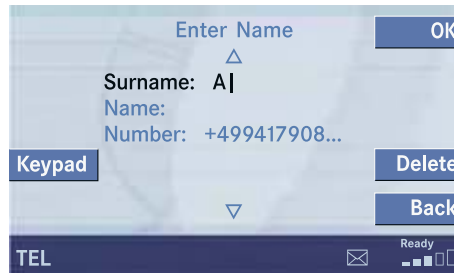 Enter Name
OK
Surname: A
Name:
Number: +499417908...
Keypad
Delete
Back
TEL
Ready